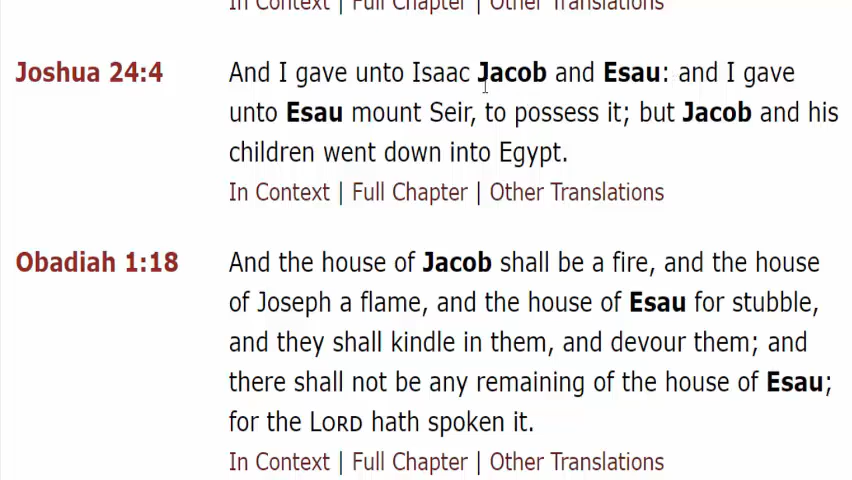 In Context | Full Chapter | Other Translations
Joshua 24:4 And I gave unto Isaac Jacob and Esau: and I gave
unto Esau mount Seir, to possess it; but Jacob and his
children went down into Egypt.
In Context | Full Chapter | Other Translations
Obadiah 1:18 And the house of Jacob shall be a fire, and the house
of Joseph a flame, and the house of Esau for stubble,
and they shall kindle in them, and devour them; and
there shall not be any remaining of the house of Esau;
for the LORD hath spoken it.
In Context | Full Chapter | Other Translations